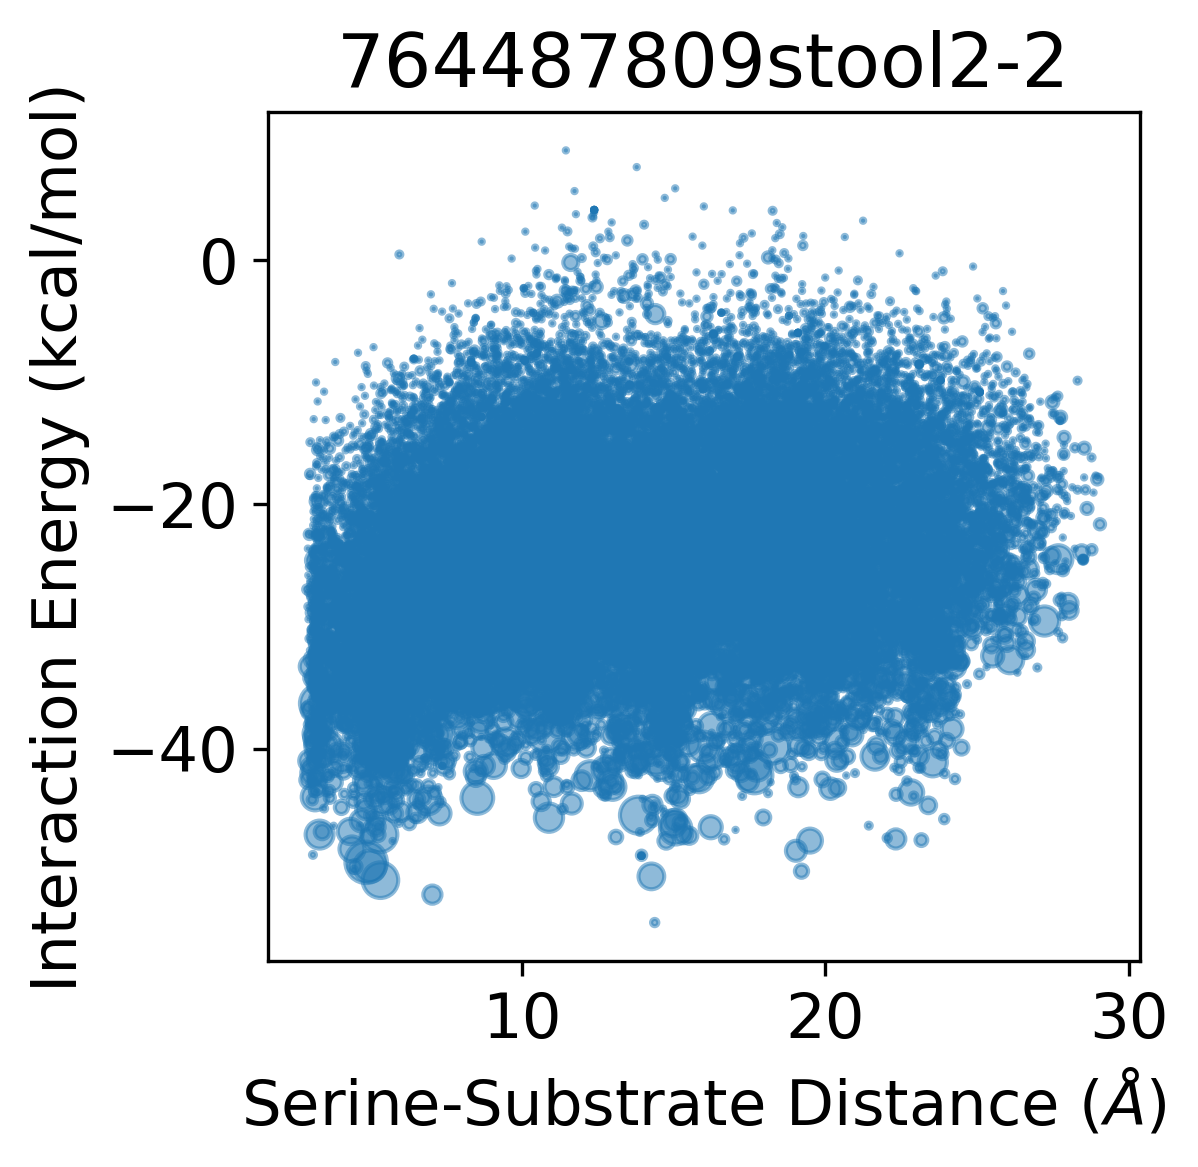 764487809stool2-2
Interaction Energy (kcal/mol)
0
−20
−40
10 20 30
Serine-Substrate Distance (Å)